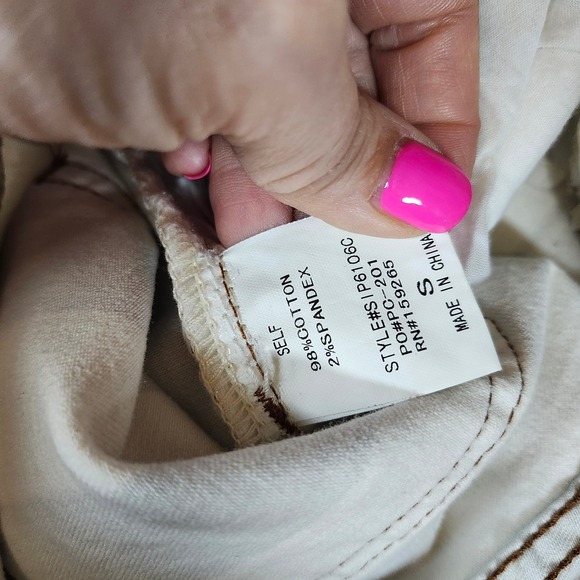 SELF
98%COTTON
2%SPANDEX
STYLE#SIP6106C
PO#PC-201
RN#159265
S
MADE IN CHINA